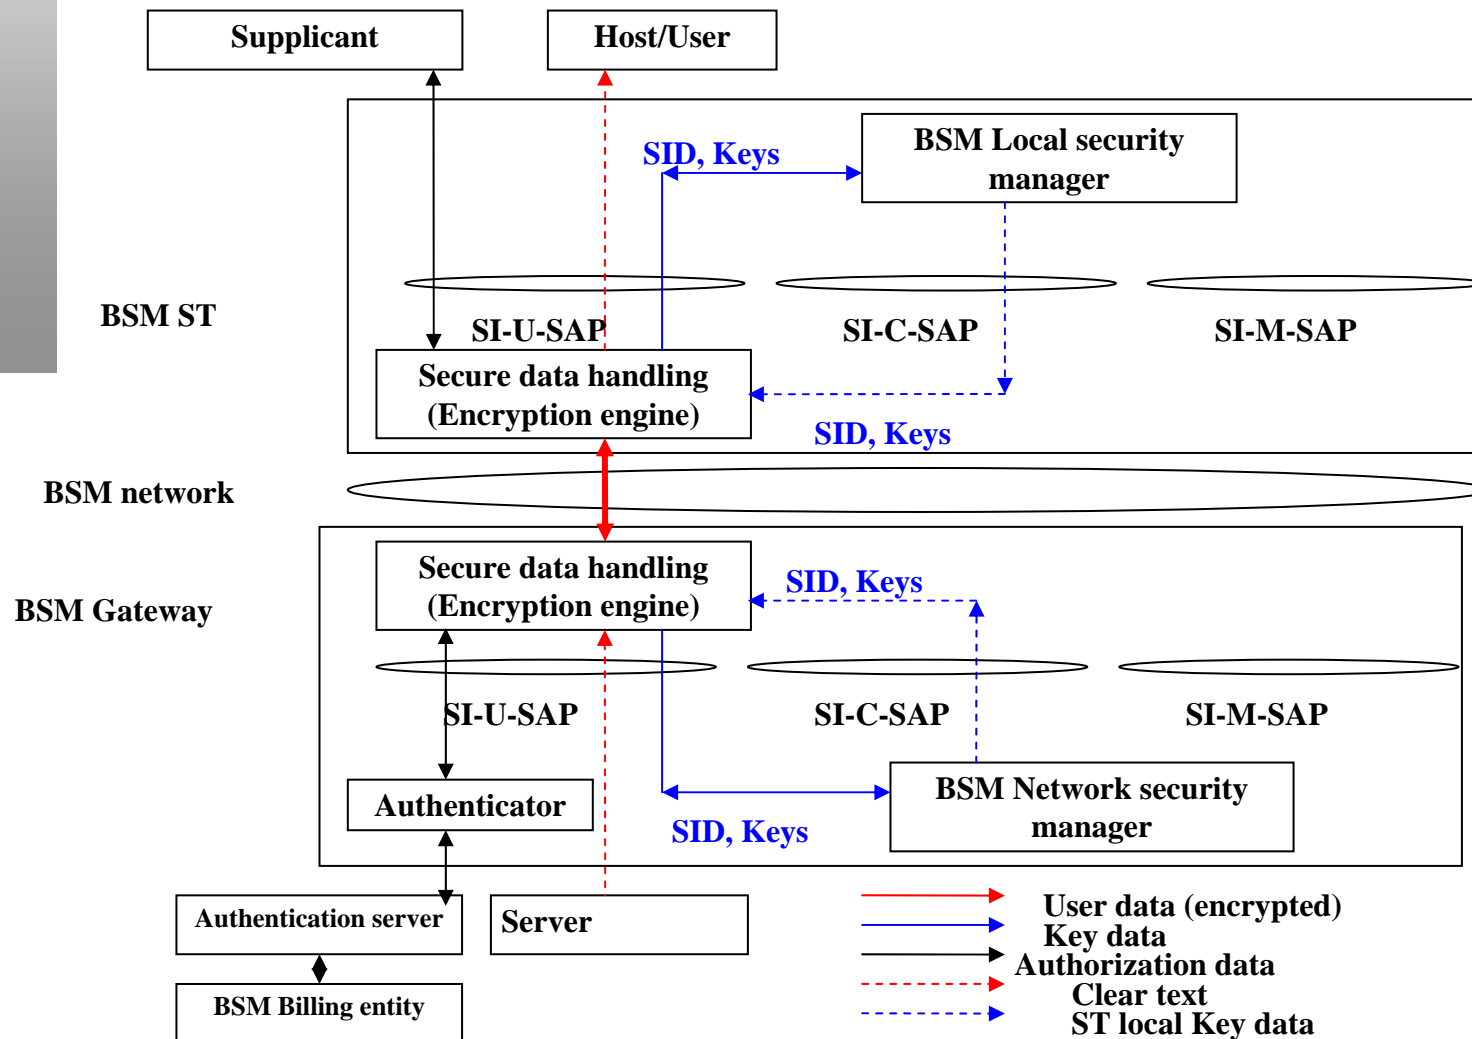 Supplicant
Host/User
BSM Local security
manager
SID, Keys
BSM ST
SI-U-SAP
SI-C-SAP
SI-M-SAP
Secure data handling
(Encryption engine)
SID, Keys
BSM network
Secure data handling
(Encryption engine)
SID, Keys
BSM Gateway
SI-U-SAP
SI-C-SAP
SI-M-SAP
Authenticator
BSM Network security
manager
SID, Keys
Authentication server
Server
BSM Billing entity
User data (encrypted)
Key data
Authorization data
Clear text
ST local Key data